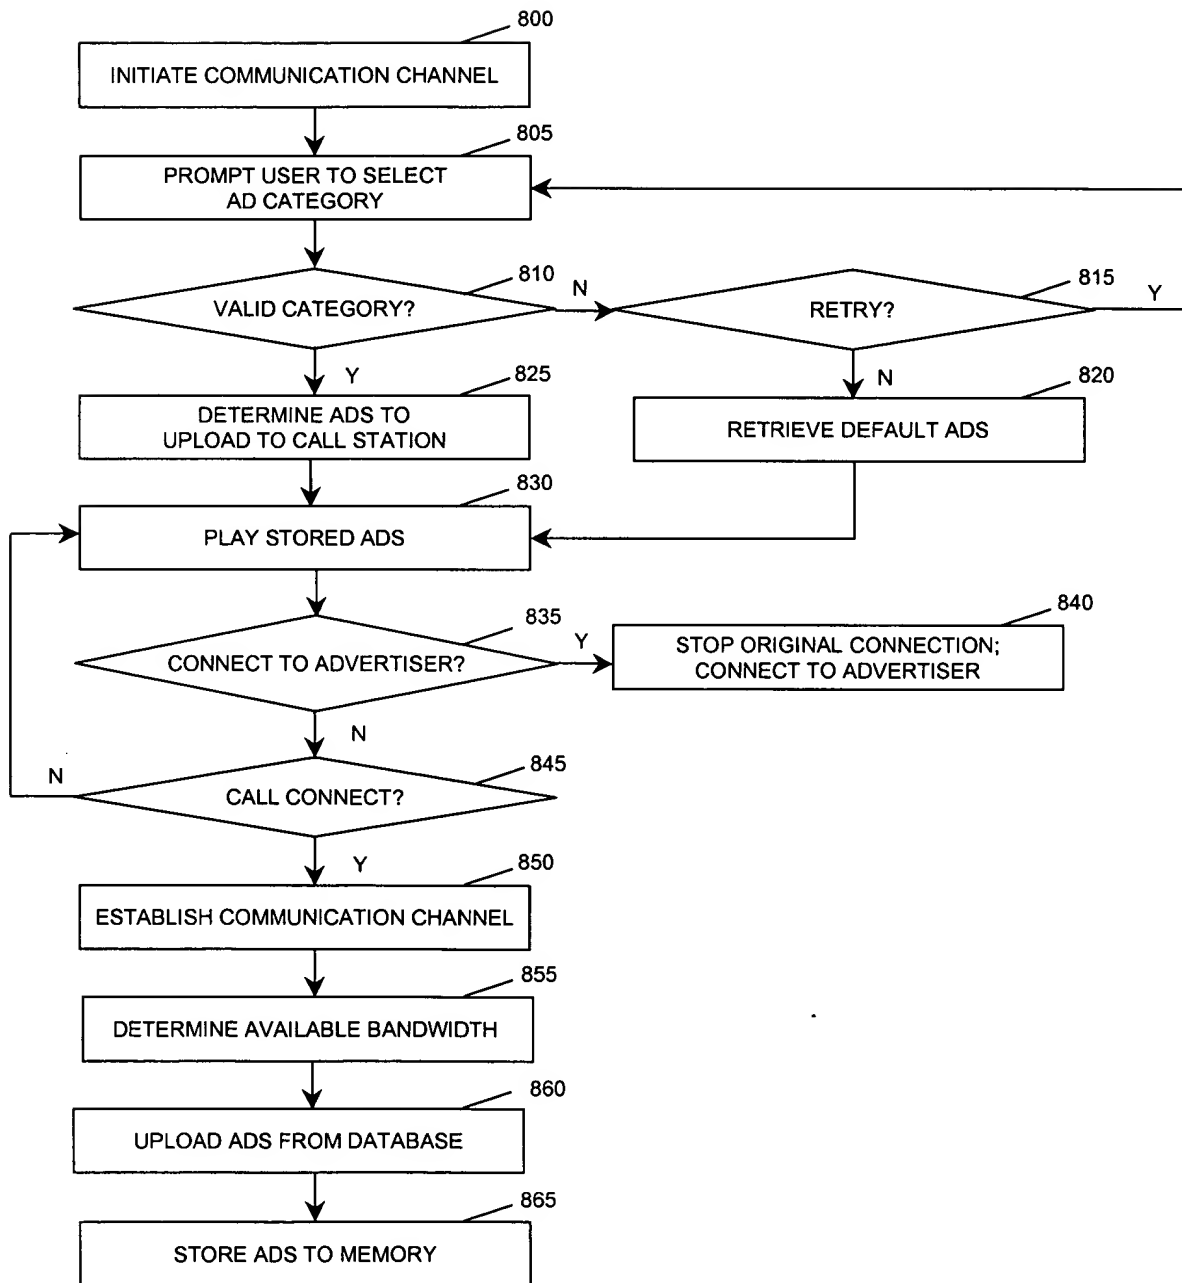 800
INITIATE COMMUNICATION CHANNEL
805
PROMPT USER TO SELECT
AD CATEGORY
810
VALID CATEGORY?
N
815
RETRY?
Y
Y
825
DETERMINE ADS TO
UPLOAD TO CALL STATION
N
820
RETRIEVE DEFAULT ADS
830
PLAY STORED ADS
835
CONNECT TO ADVERTISER?
Y
840
STOP ORIGINAL CONNECTION;
CONNECT TO ADVERTISER
N
845
CALL CONNECT?
N
Y
850
ESTABLISH COMMUNICATION CHANNEL
855
DETERMINE AVAILABLE BANDWIDTH
860
UPLOAD ADS FROM DATABASE
865
STORE ADS TO MEMORY